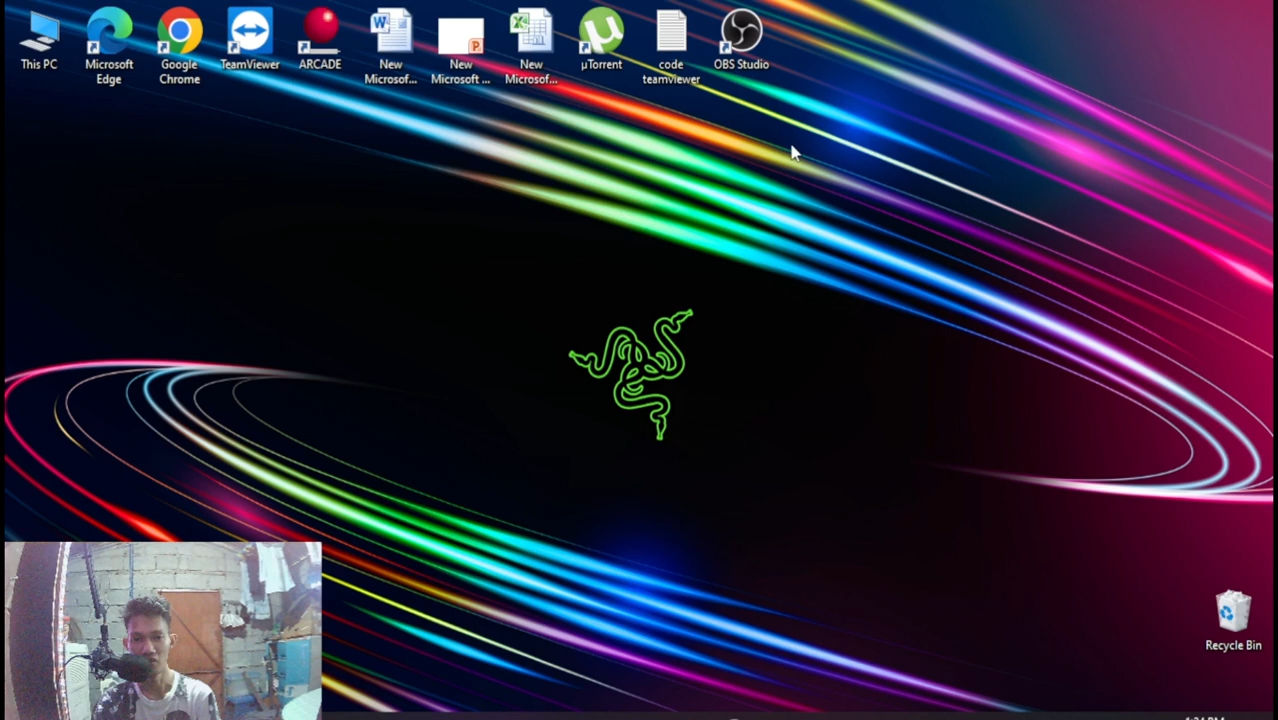 This PC
Microsoft
Edge
Google
Chrome
TeamViewer
ARCADE
New
Microsof...
New
Microsoft ...
New
Microsof...
µTorrent
code
teamviewer
OBS Studio
Recycle Bin